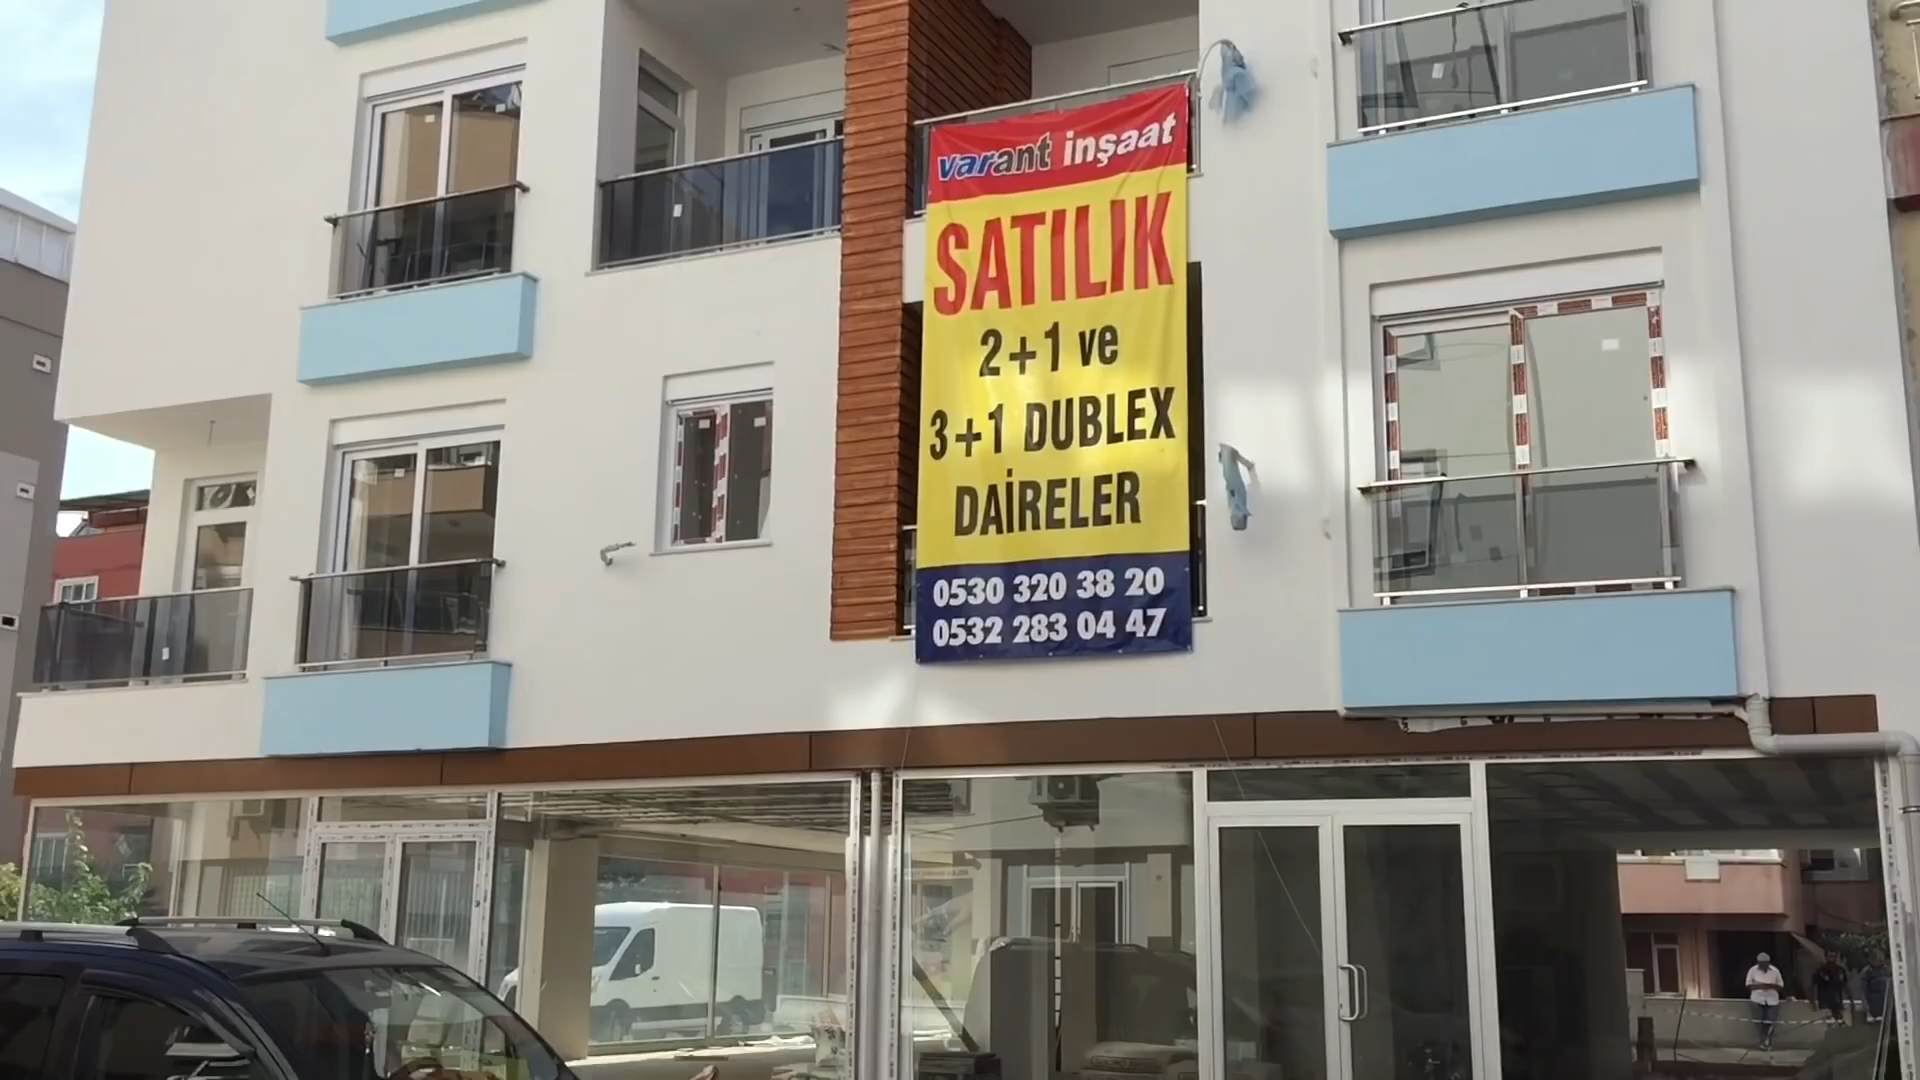 varant inşaat
SATILIK
2+1 ve
3+1 DUBLEX
DAİRELER
0530 320 38 20
0532 283 04 47